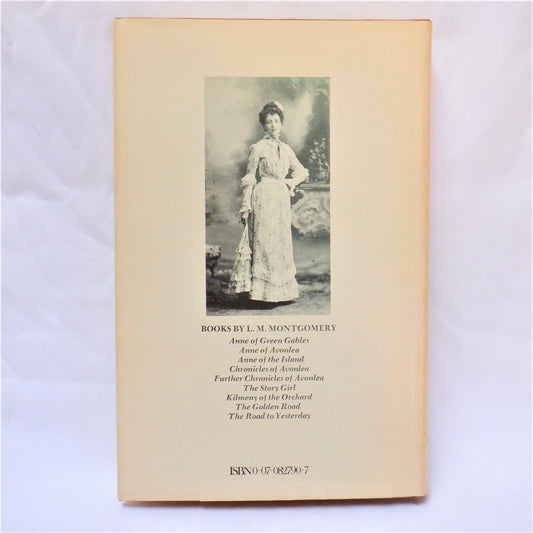 BOOKS BY L. M. MONTGOMERY
Anne of Green Gables
Anne of Avonlea
Anne of the Island
Chronicles of Avonlea
Further Chronicles of Avonlea
The Story Girl
Kilmeny of the Orchard
The Golden Road
The Road to Yesterday
ISBN 0-07-082790-7